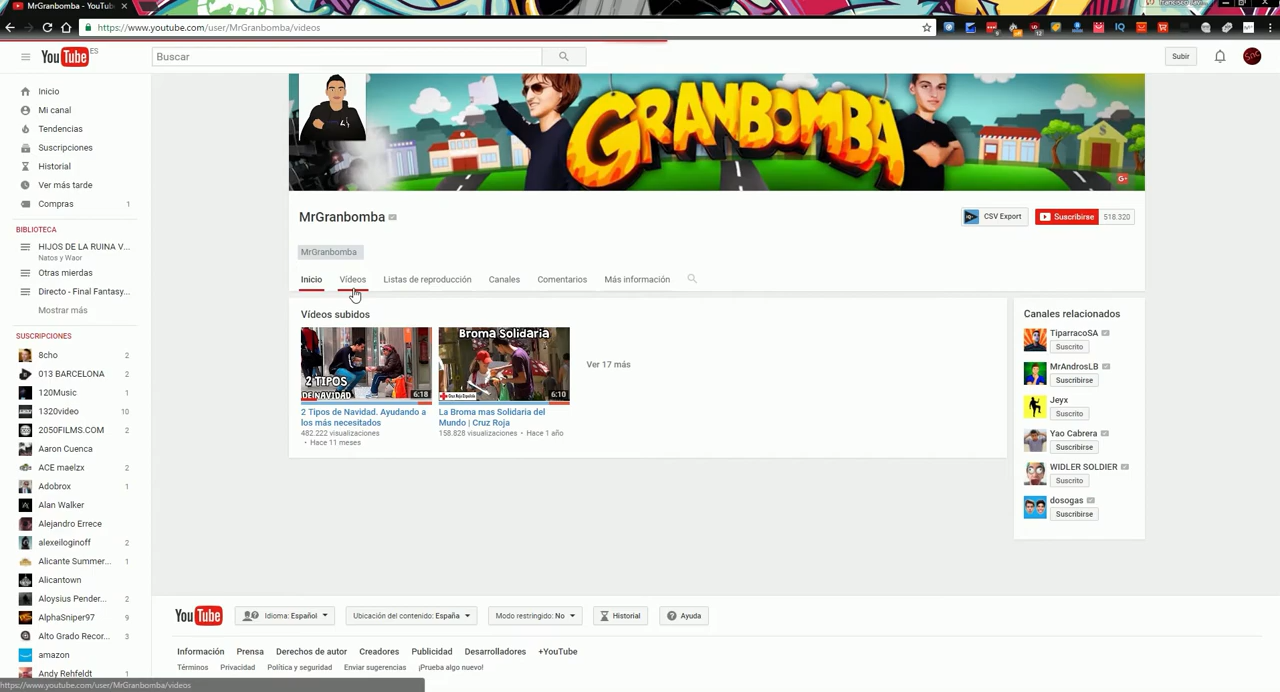 MrGranbomba - YouTub
https://www.youtube.com/user/MrGranbomba/videos
YouTube ES
Buscar
Subir
Inicio
Mi canal
Tendencias
Suscripciones
Historial
Ver más tarde
Compras 1
BIBLIOTECA
HIJOS DE LA RUINA V...
Natos y Waor
Otras mierdas
Directo - Final Fantasy...
Mostrar más
SUSCRIPCIONES
8cho 2
013 BARCELONA 2
120Music 1
1320video 10
2050FILMS.COM 2
Aaron Cuenca
ACE maelzx 2
Adobrox 1
Alan Walker
Alejandro Errece
alexeiloginoff 2
Alicante Summer... 1
Alicantown
Aloysius Pender... 2
AlphaSniper97 9
Alto Grado Recor... 3
amazon 2
Andy Rehfeldt 1
GRANBOMBA
MrGranbomba
CSV Export
Suscribirse 518.320
MrGranbomba
Inicio Vídeos Listas de reproducción Canales Comentarios Más información
Vídeos subidos
2 TIPOS
DE NAVIDAD
6:18
Broma Solidaria
Cruz Roja Española
6:10
2 Tipos de Navidad. Ayudando a
los más necesitados
482.222 visualizaciones
• Hace 11 meses
La Broma mas Solidaria del
Mundo | Cruz Roja
158.828 visualizaciones • Hace 1 año
Ver 17 más
Canales relacionados
TiparracoSA
Suscrito
MrAndrosLB
Suscribirse
Jeyx
Suscrito
Yao Cabrera
Suscribirse
WIDLER SOLDIER
Suscrito
dosogas
Suscribirse
YouTube Idioma: Español Ubicación del contenido: España Modo restringido: No Historial Ayuda
Información Prensa Derechos de autor Creadores Publicidad Desarrolladores +YouTube
Términos Privacidad Política y seguridad Enviar sugerencias ¡Prueba algo nuevo!
https://www.youtube.com/user/MrGranbomba/videos